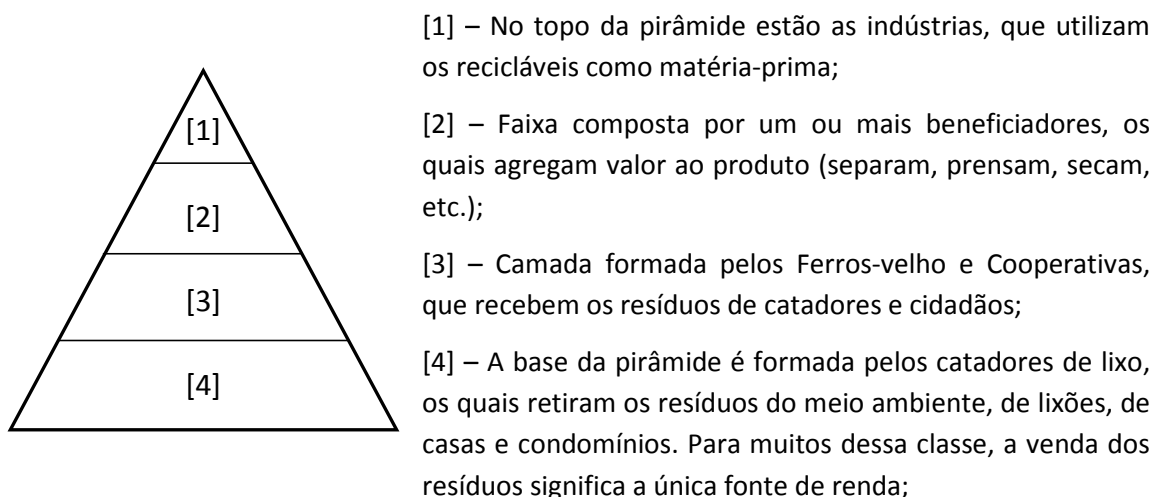 [1] – No topo da pirâmide estão as indústrias, que utilizam
os recicláveis como matéria-prima;
[2] – Faixa composta por um ou mais beneficiadores, os
quais agregam valor ao produto (separam, prensam, secam,
etc.);
[3] – Camada formada pelos Ferros-velho e Cooperativas,
que recebem os resíduos de catadores e cidadãos;
[4] – A base da pirâmide é formada pelos catadores de lixo,
os quais retiram os resíduos do meio ambiente, de lixões, de
casas e condomínios. Para muitos dessa classe, a venda dos
resíduos significa a única fonte de renda;
[1]
[2]
[3]
[4]